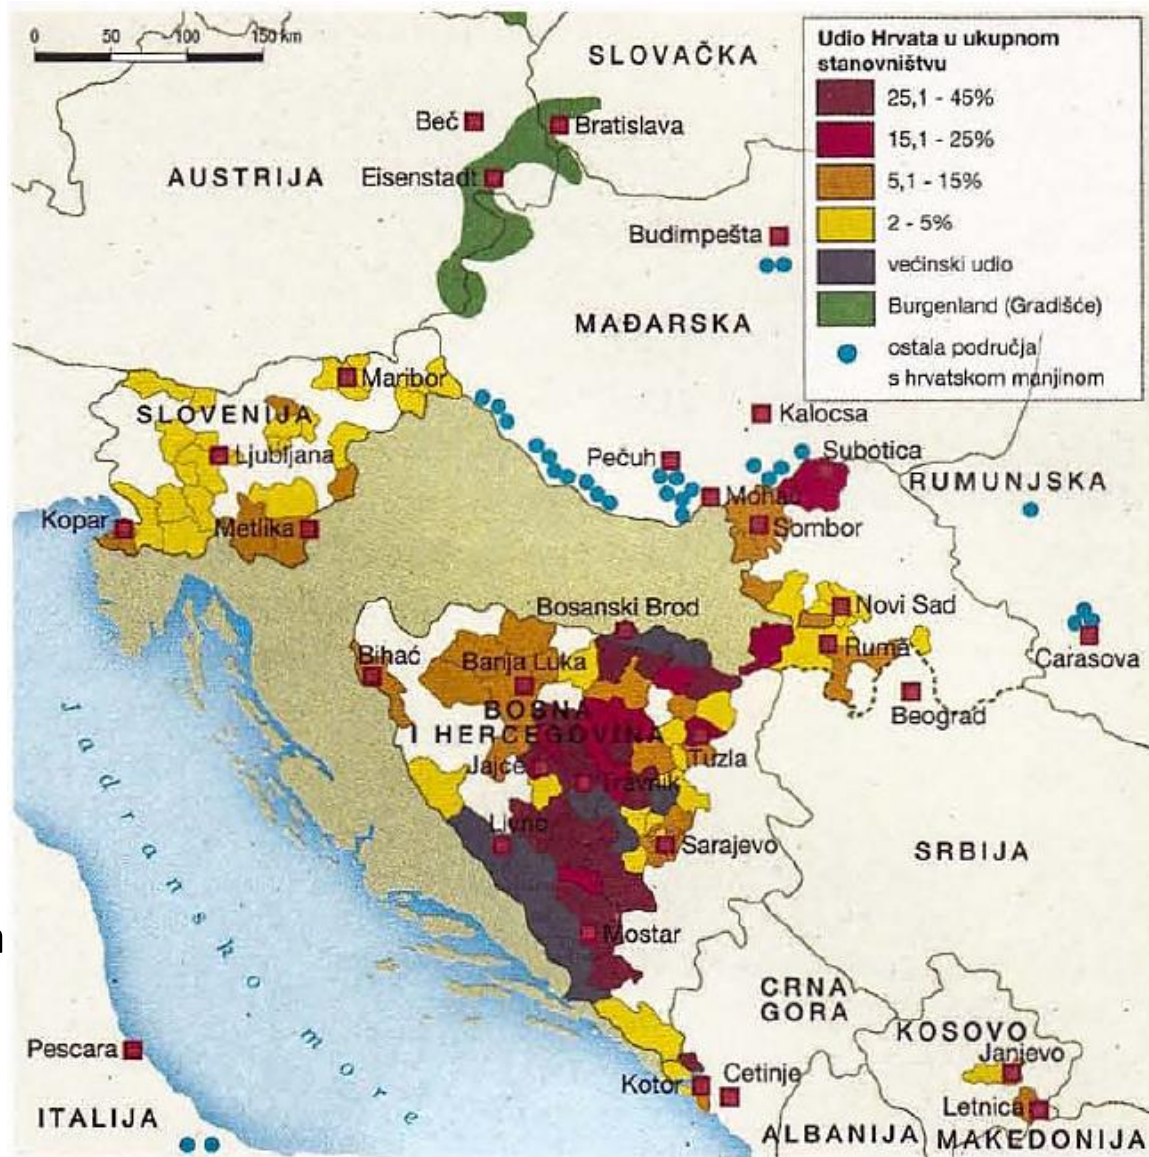 0 50 100 150 km
Udio Hrvata u ukupnom
stanovništvu
25,1 - 45%
15,1 - 25%
5,1 - 15%
2 - 5%
većinski udio
Burgenland (Gradišće)
ostala područja
s hrvatskom manjinom
SLOVAČKA
Beč
Bratislava
AUSTRIJA
Eisenstadt
Budimpešta
MAĐARSKA
Maribor
SLOVENIJA
Kalocsa
Ljubljana
Pečuh
Subotica
RUMUNJSKA
Mohač
Kopar
Metlika
Sombor
Bosanski Brod
Novi Sad
Ruma
Bihać
Banja Luka
Carasova
Beograd
BOSNA
I HERCEGOVINA
Jajce
Tuzla
Travnik
Livno
Sarajevo
SRBIJA
Jadransko more
Mostar
CRNA
GORA
KOSOVO
Pescara
Janjevo
Kotor
Cetinje
Letnica
ITALIJA
ALBANIJA
MAKEDONIJA